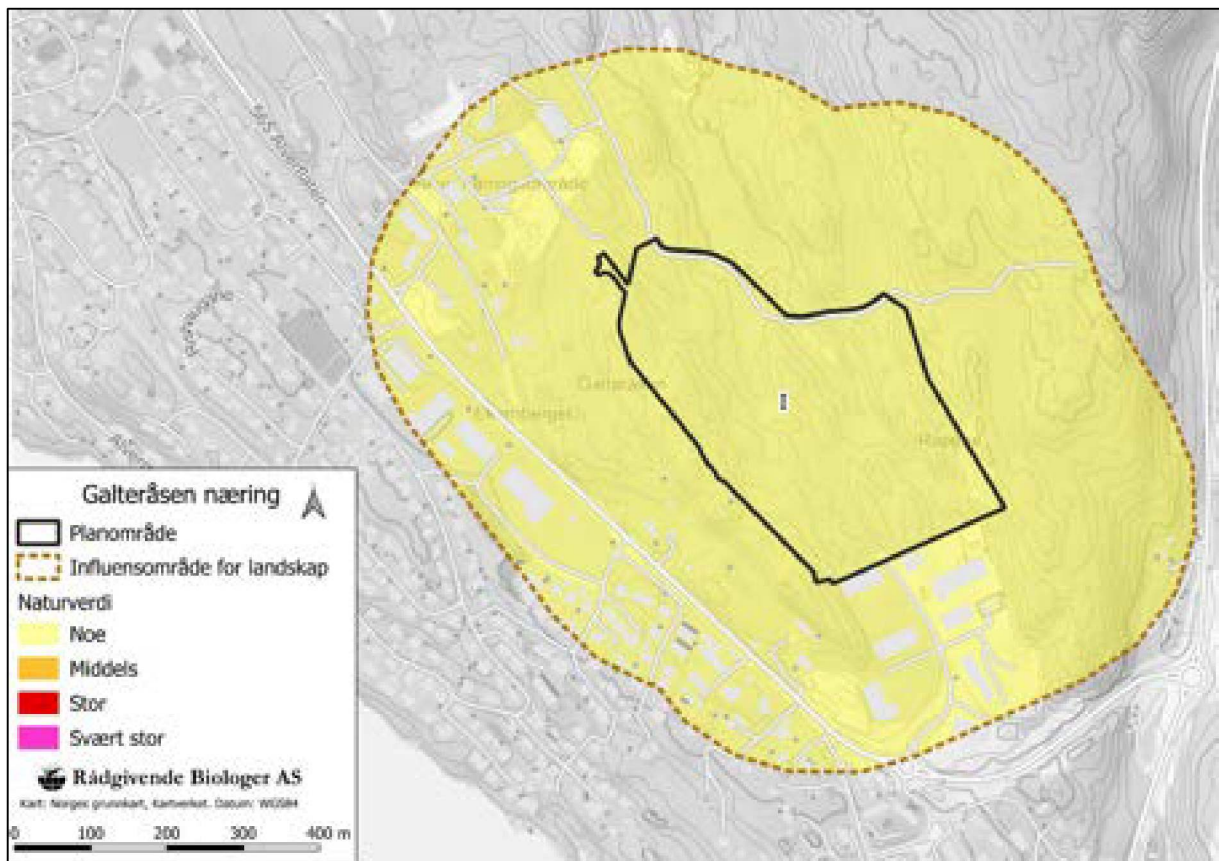 Galteråsen næring
Planområde
Influensområde for landskap
Naturverdi
Noe
Middels
Stor
Svært stor
Rådgivende Biologer AS
Kart: Norges grunnkart, Kartverket. Datum: WGS84
0 100 200 300 400 m